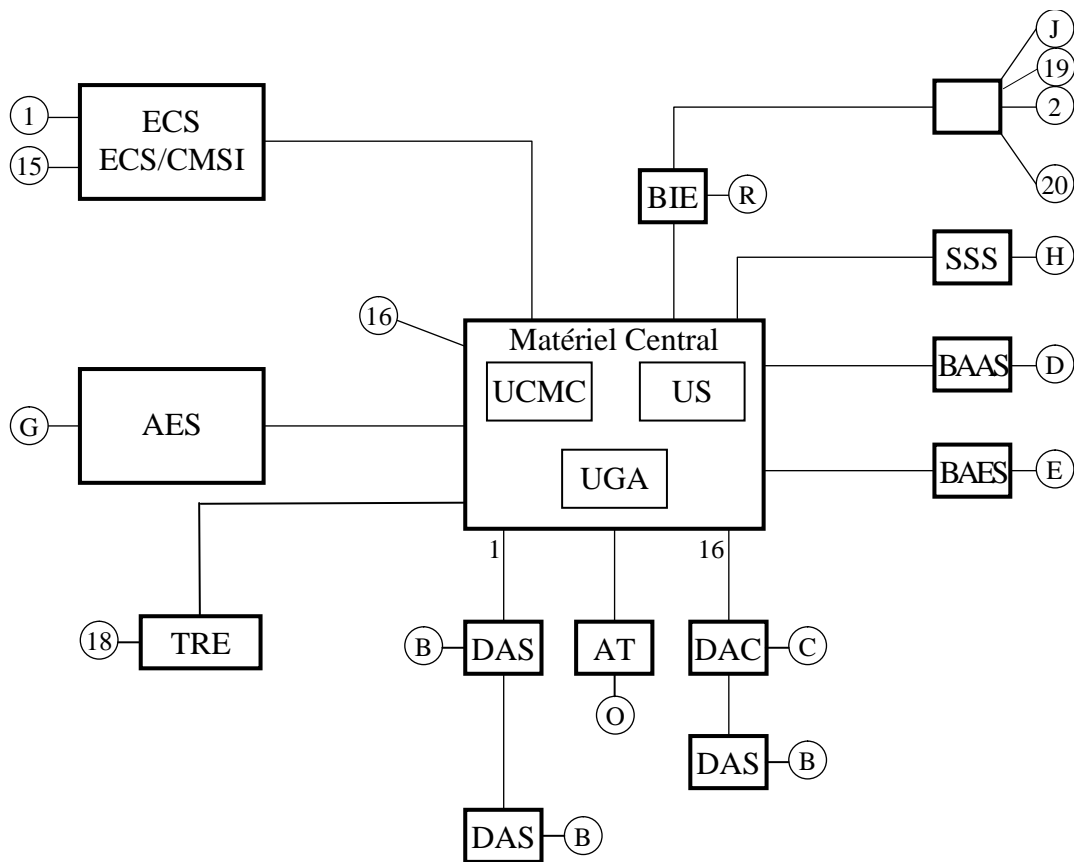 J
19
1
ECS
2
15
ECS/CMSI
20
BIE
R
SSS
H
16
Matériel Central
UCMC
US
BAAS
D
G
AES
UGA
BAES
E
1
16
18
TRE
B
DAS
AT
DAC
C
O
DAS
B
DAS
B